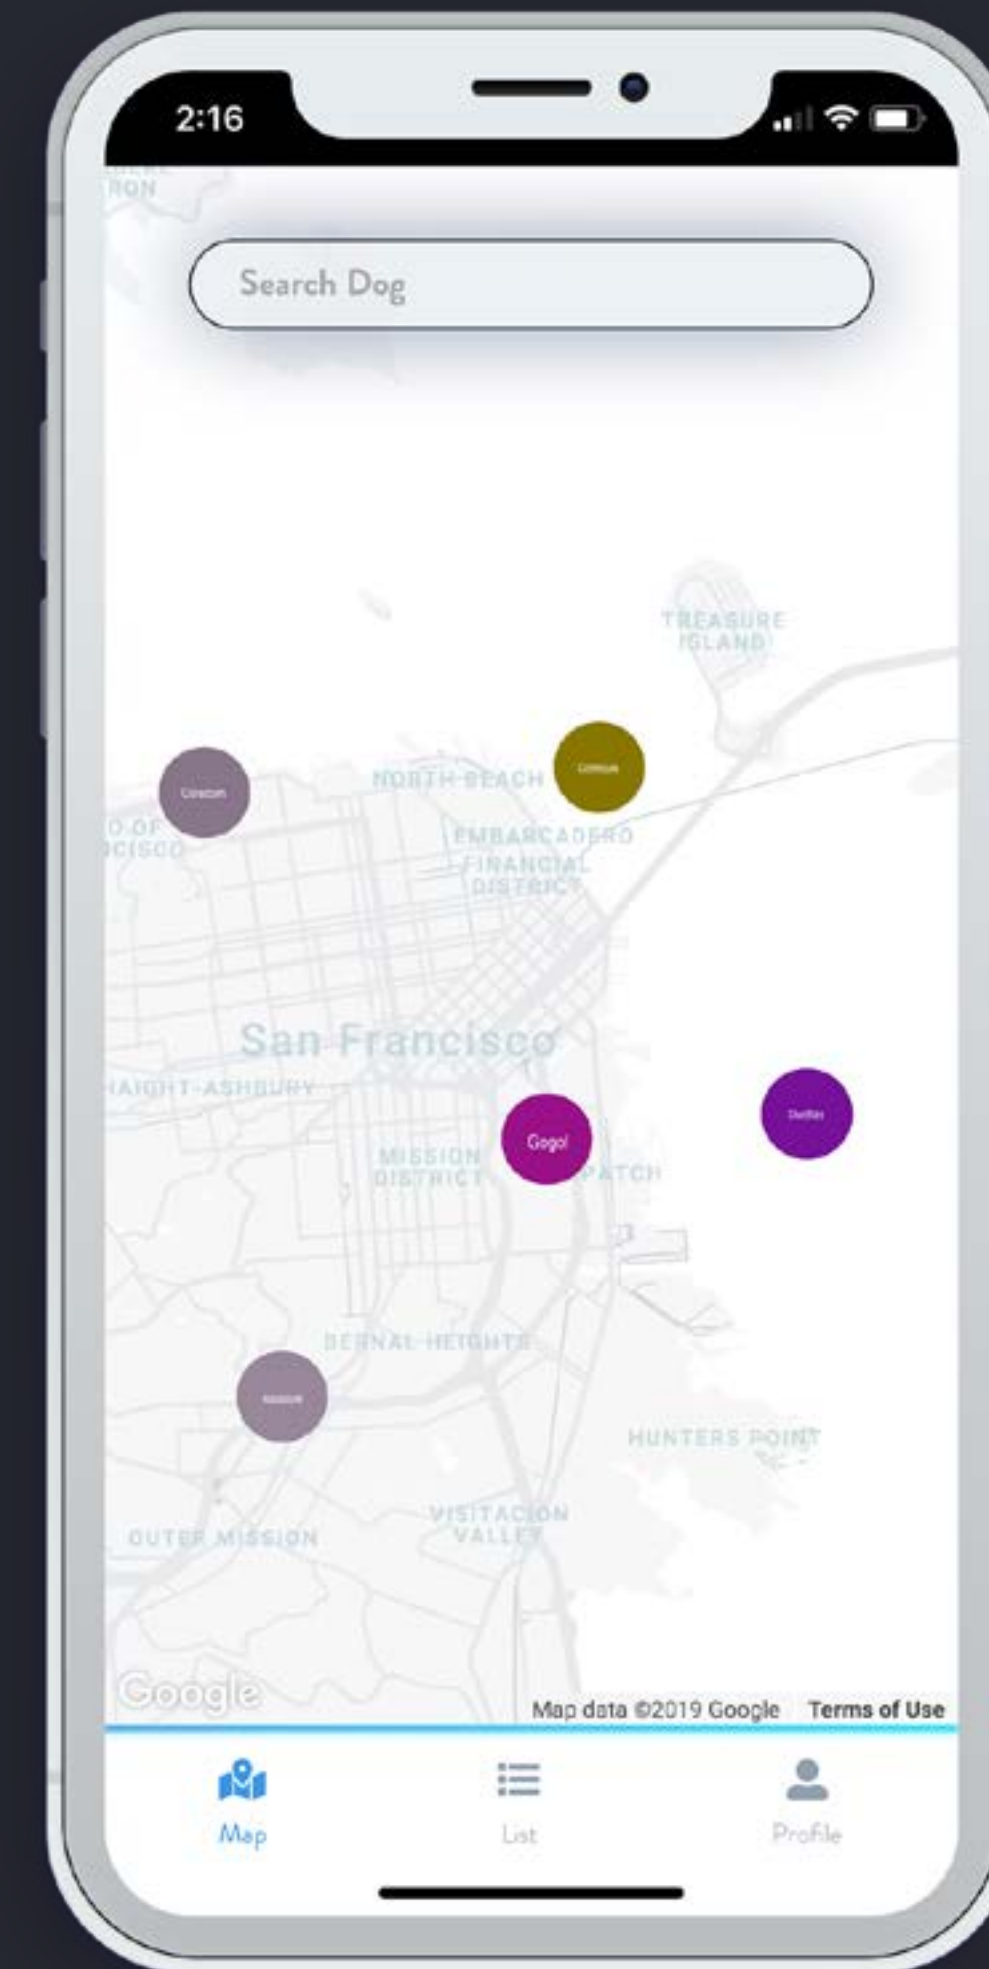 2:16
RON
Search Dog
TREASURE
ISLAND
NORTH BEACH
EMBARCADERO
FINANCIAL
DISTRICT
San Francisco
HAIGHT-ASHBURY
MISSION
DISTRICT
Gogol
PATCH
BERNAL HEIGHTS
HUNTERS POINT
VISITACION
VALLEY
OUTER MISSION
Google
Map data ©2019 Google
Terms of Use
Map
List
Profile